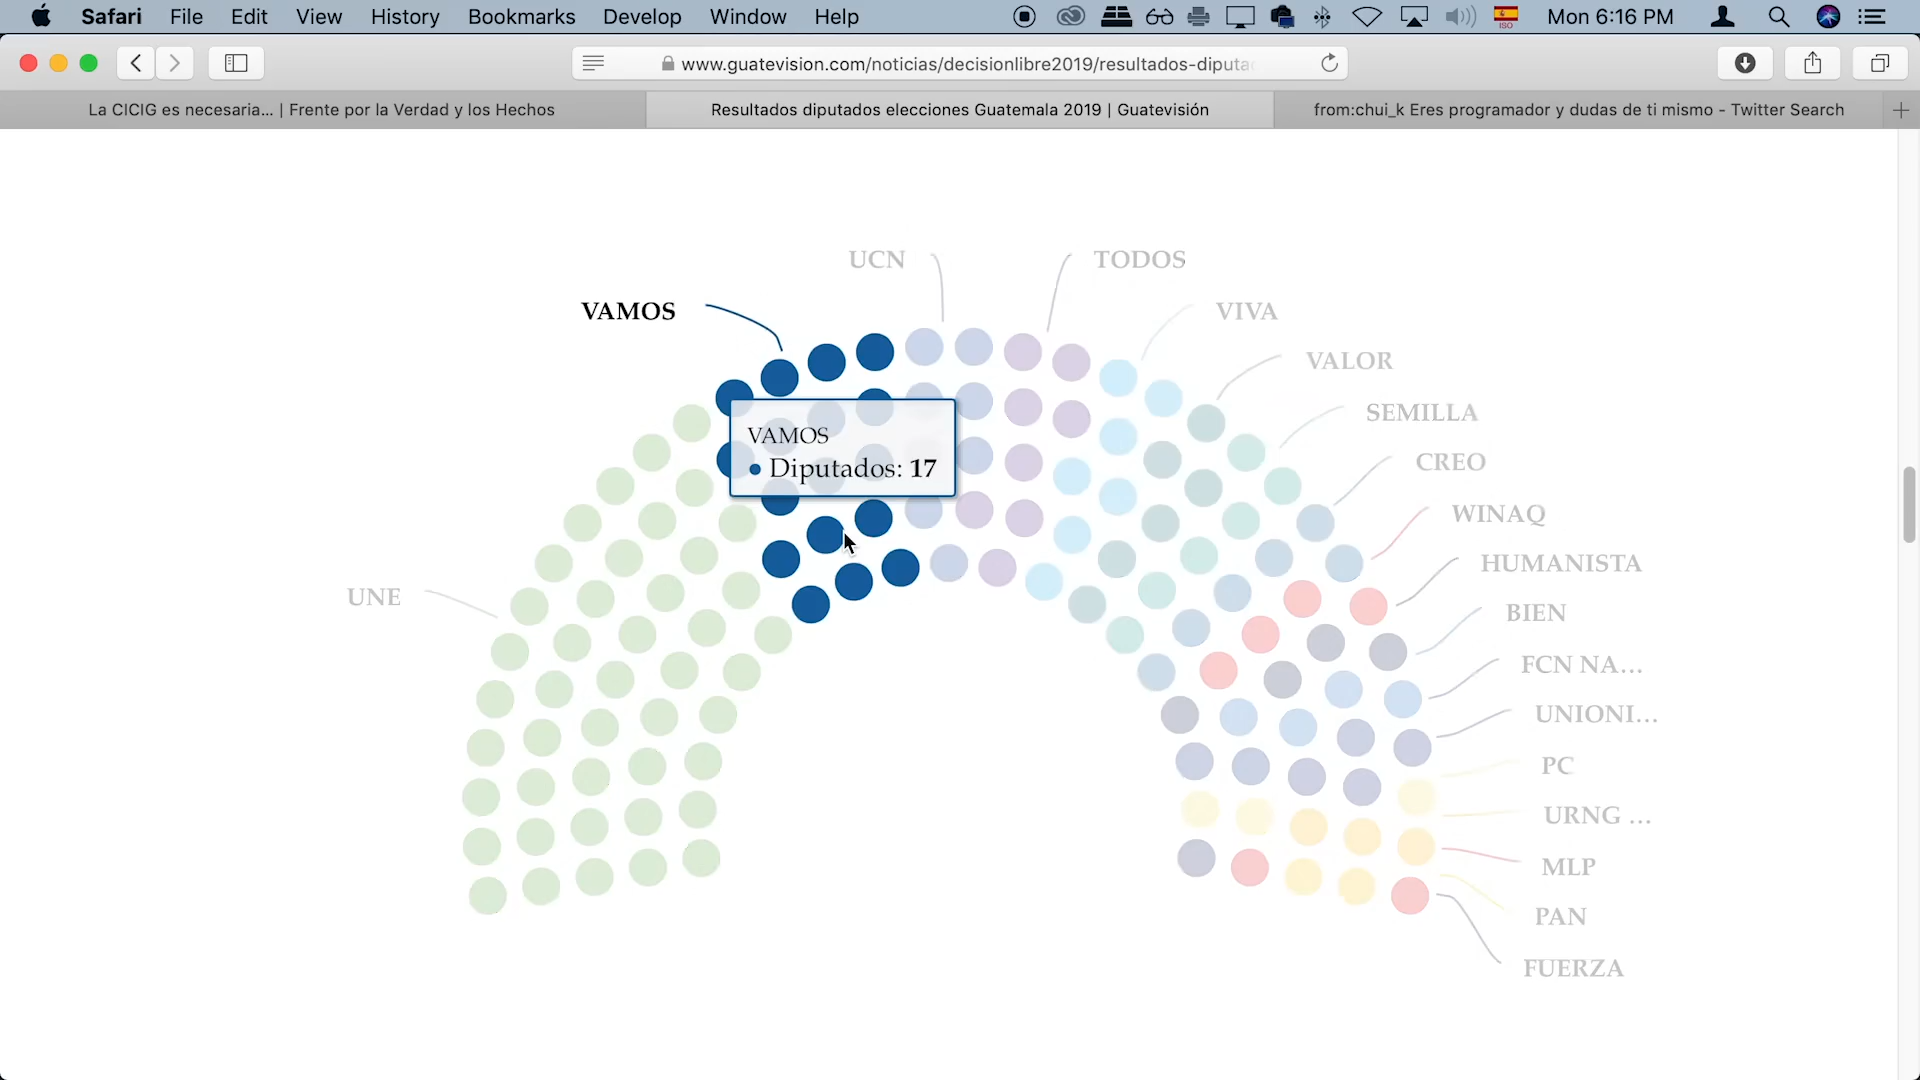 Safari File Edit View History Bookmarks Develop Window Help
ISO
Mon 6:16 PM
www.guatevision.com/noticias/decisionlibre2019/resultados-diputa
La CICIG es necesaria... | Frente por la Verdad y los Hechos
Resultados diputados elecciones Guatemala 2019 | Guatevisión
from:chui_k Eres programador y dudas de ti mismo - Twitter Search
UCN
TODOS
VAMOS
VIVA
VALOR
SEMILLA
VAMOS
Diputados: 17
CREO
WINAQ
HUMANISTA
UNE
BIEN
FCN NA...
UNIONI...
PC
URNG ...
MLP
PAN
FUERZA